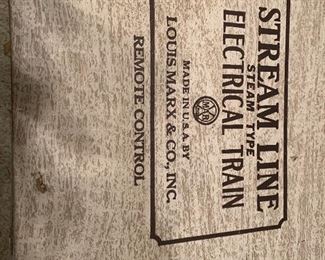 STREAM LINE
STEAM TYPE
ELECTRICAL TRAIN
MAR
MADE IN U.S.A. BY
LOUIS MARX & CO., INC.
REMOTE CONTROL